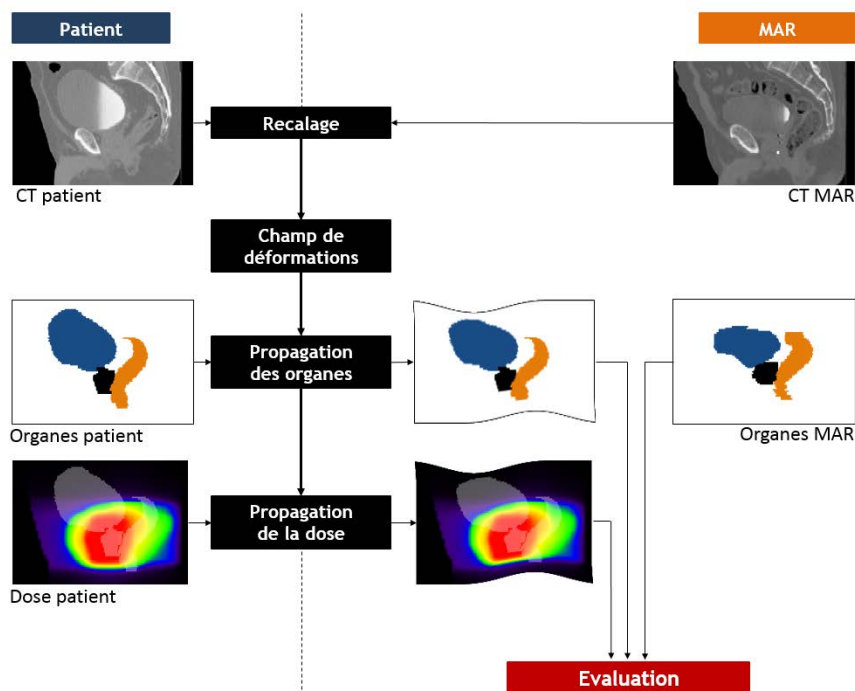 Patient
MAR
Recalage
CT patient
CT MAR
Champ de
déformations
Propagation
des organes
Organes patient
Organes MAR
Propagation
de la dose
Dose patient
Evaluation